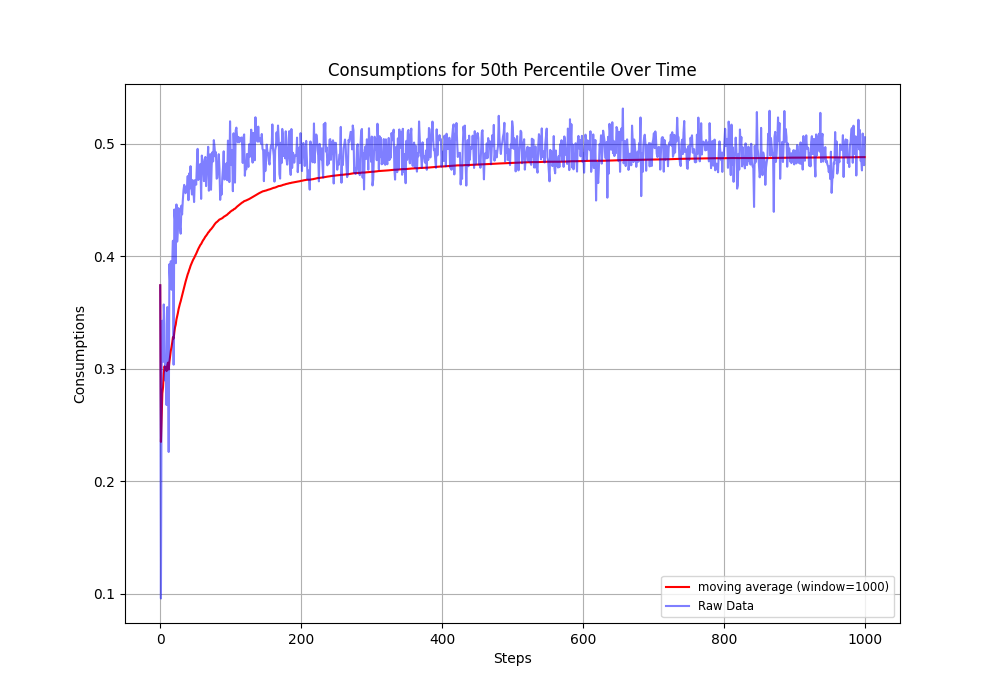 Consumptions for 50th Percentile Over Time
0.5
0.4
0.3
0.2
0.1
Consumptions
0
200
400
600
800
1000
Steps
moving average (window=1000)
Raw Data